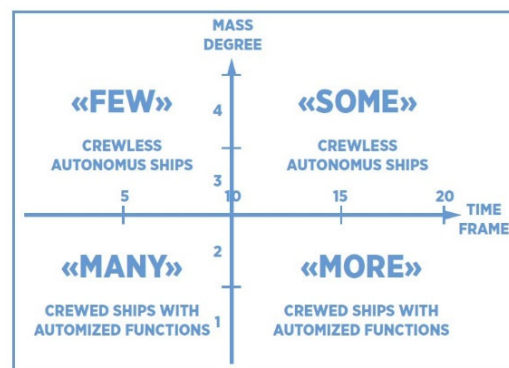 MASS
DEGREE
«FEW»
4
«SOME»
CREWLESS
AUTONOMUS SHIPS
CREWLESS
AUTONOMUS SHIPS
3
5
10
15
20
TIME
FRAME
2
«MANY»
«MORE»
CREWED SHIPS WITH
AUTOMIZED FUNCTIONS
1
CREWED SHIPS WITH
AUTOMIZED FUNCTIONS